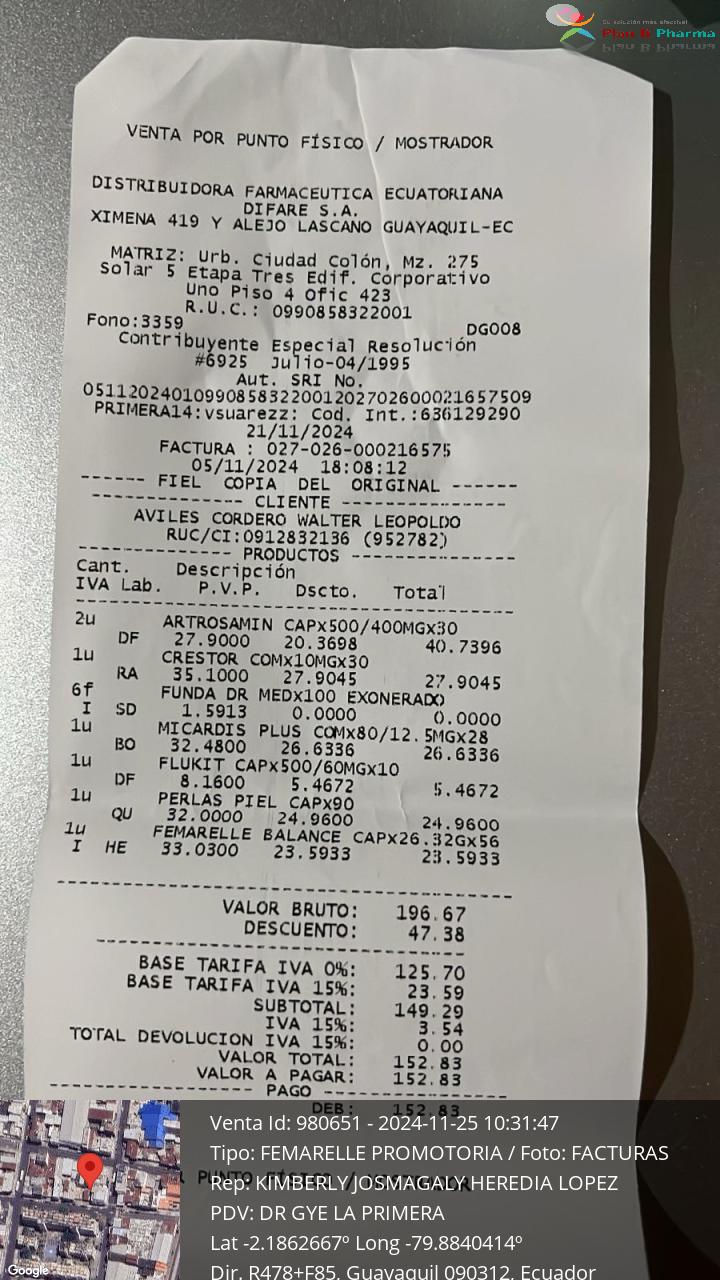 Su solución más efectiva!
Plau & Pharma
VENTA POR PUNTO FÍSICO / MOSTRADOR
DISTRIBUIDORA FARMACEUTICA ECUATORIANA
DIFARE S.A.
XIMENA 419 Y ALEJO LASCANO GUAYAQUIL-EC
MATRIZ: Urb. Ciudad Colón, Mz. 275
Solar 5 Etapa Tres Edif. Corporativo
Uno Piso 4 Ofic 423
R.U.C.: 0990858322001
Fono:3359 DG008
Contribuyente Especial Resolución
#6925 Julio-04/1995
Aut. SRI No.
051120240109908583220012027026000216575​09
PRIMERA14:vsuarezz: Cod. Int.:636129290
21/11/2024
FACTURA : 027-026-000216575
05/11/2024 18:08:12
------ FIEL COPIA DEL ORIGINAL ------
-------------- CLIENTE ---------------
AVILES CORDERO WALTER LEOPOLDO
RUC/CI:0912832136 (952782)
-------------- PRODUCTOS ---------------
Cant. Descripción
IVA Lab. P.V.P. Dscto. Total
2u ARTROSAMIN CAPx500/400MGx30
DF 27.9000 20.3698 40.7396
1u CRESTOR COMx10MGx30
RA 35.1000 27.9045 27.9045
6f FUNDA DR MEDx100 EXONERADO
I SD 1.5913 0.0000 0.0000
1u MICARDIS PLUS COMx80/12.5MGx28
BO 32.4800 26.6336 26.6336
1u FLUKIT CAPx500/60MGx10
DF 8.1600 5.4672 5.4672
1u PERLAS PIEL CAPx90
QU 32.0000 24.9600 24.9600
1u FEMARELLE BALANCE CAPx26.32Gx56
I HE 33.0300 23.5933 23.5933
VALOR BRUTO: 196.67
DESCUENTO: 47.38
BASE TARIFA IVA 0%: 125.70
BASE TARIFA IVA 15%: 23.59
SUBTOTAL: 149.29
IVA 15%: 3.54
TOTAL DEVOLUCION IVA 15%: 0.00
VALOR TOTAL: 152.83
VALOR A PAGAR: 152.83
----------------- PAGO -----------------
DEB: 152.83
PUNTO FÍSICO / MOSTRADOR
Venta Id: 980651 - 2024-11-25 10:31:47
Tipo: FEMARELLE PROMOTORIA / Foto: FACTURAS
Rep: KIMBERLY JOSMAGALY HEREDIA LOPEZ
PDV: DR GYE LA PRIMERA
Lat -2.1862667º Long -79.8840414º
Dir. R478+F85, Guayaquil 090312, Ecuador
Google